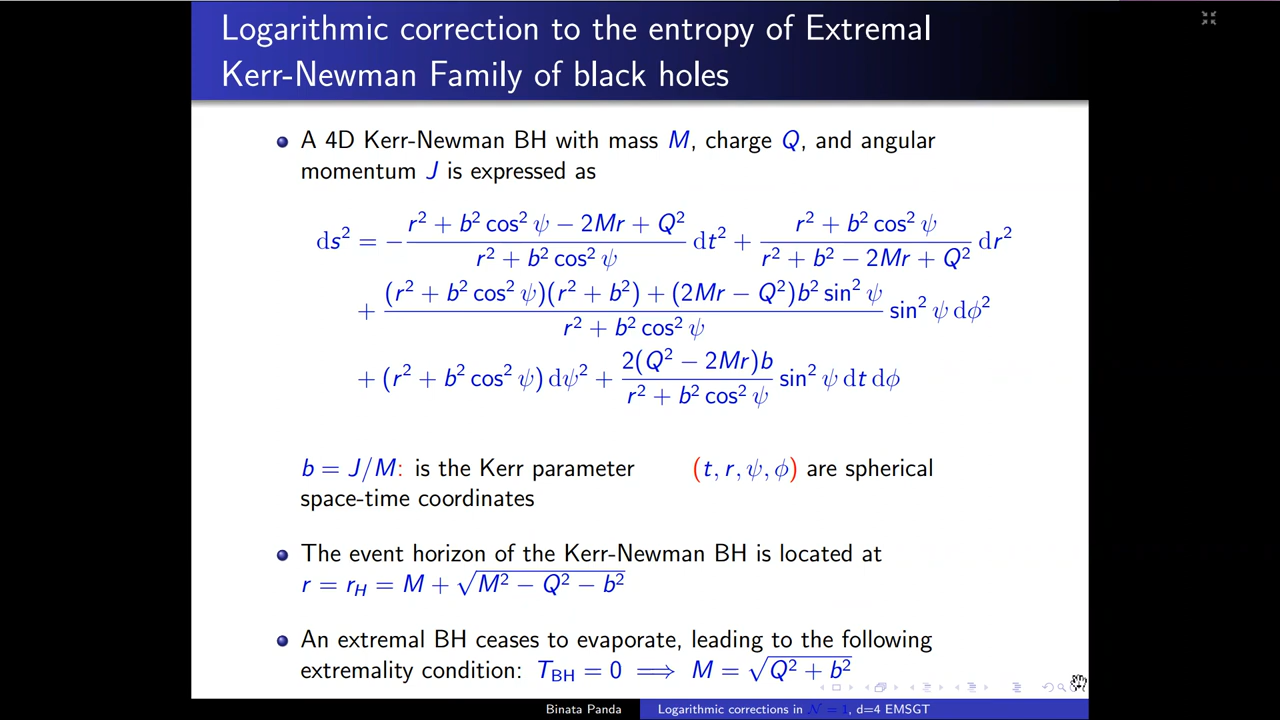 Logarithmic correction to the entropy of Extremal
Kerr-Newman Family of black holes
A 4D Kerr-Newman BH with mass M, charge Q, and angular
momentum J is expressed as
ds² = −(r² + b² cos² ψ − 2Mr + Q²)/(r² + b² cos² ψ) dt² + (r² + b² cos² ψ)/(r² + b² − 2Mr + Q²) dr²
+ ((r² + b² cos² ψ)(r² + b²) + (2Mr − Q²)b² sin² ψ)/(r² + b² cos² ψ) sin² ψ dϕ²
+ (r² + b² cos² ψ) dψ² + (2(Q² − 2Mr)b)/(r² + b² cos² ψ) sin² ψ dt dϕ
b = J/M: is the Kerr parameter (t, r, ψ, ϕ) are spherical
space-time coordinates
The event horizon of the Kerr-Newman BH is located at
r = r_H = M + √(M² − Q² − b²)
An extremal BH ceases to evaporate, leading to the following
extremality condition: T_BH = 0 ⟹ M = √(Q² + b²)
Binata Panda Logarithmic corrections in N = 1, d=4 EMSGT